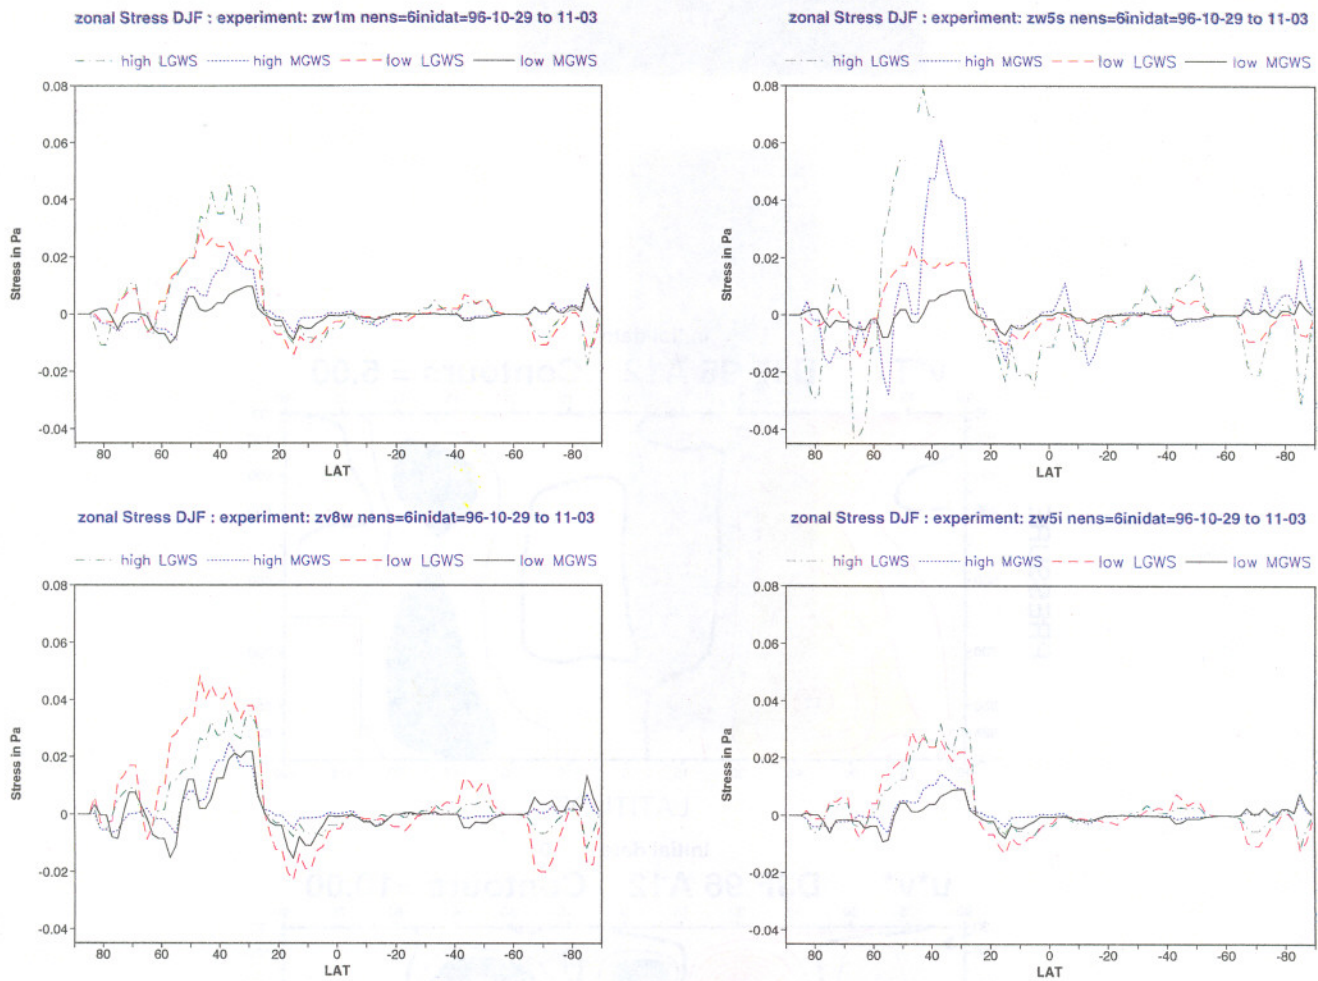 zonal Stress DJF : experiment: zw1m nens=6inidat=96-10-29 to 11-03
high LGWS high MGWS low LGWS low MGWS
0.08
0.06
0.04
0.02
0
-0.02
-0.04
Stress in Pa
80 60 40 20 0 -20 -40 -60 -80
LAT
zonal Stress DJF : experiment: zw5s nens=6inidat=96-10-29 to 11-03
high LGWS high MGWS low LGWS low MGWS
0.08
0.06
0.04
0.02
0
-0.02
-0.04
Stress in Pa
80 60 40 20 0 -20 -40 -60 -80
LAT
zonal Stress DJF : experiment: zv8w nens=6inidat=96-10-29 to 11-03
high LGWS high MGWS low LGWS low MGWS
0.08
0.06
0.04
0.02
0
-0.02
-0.04
Stress in Pa
80 60 40 20 0 -20 -40 -60 -80
LAT
zonal Stress DJF : experiment: zw5i nens=6inidat=96-10-29 to 11-03
high LGWS high MGWS low LGWS low MGWS
0.08
0.06
0.04
0.02
0
-0.02
-0.04
Stress in Pa
80 60 40 20 0 -20 -40 -60 -80
LAT